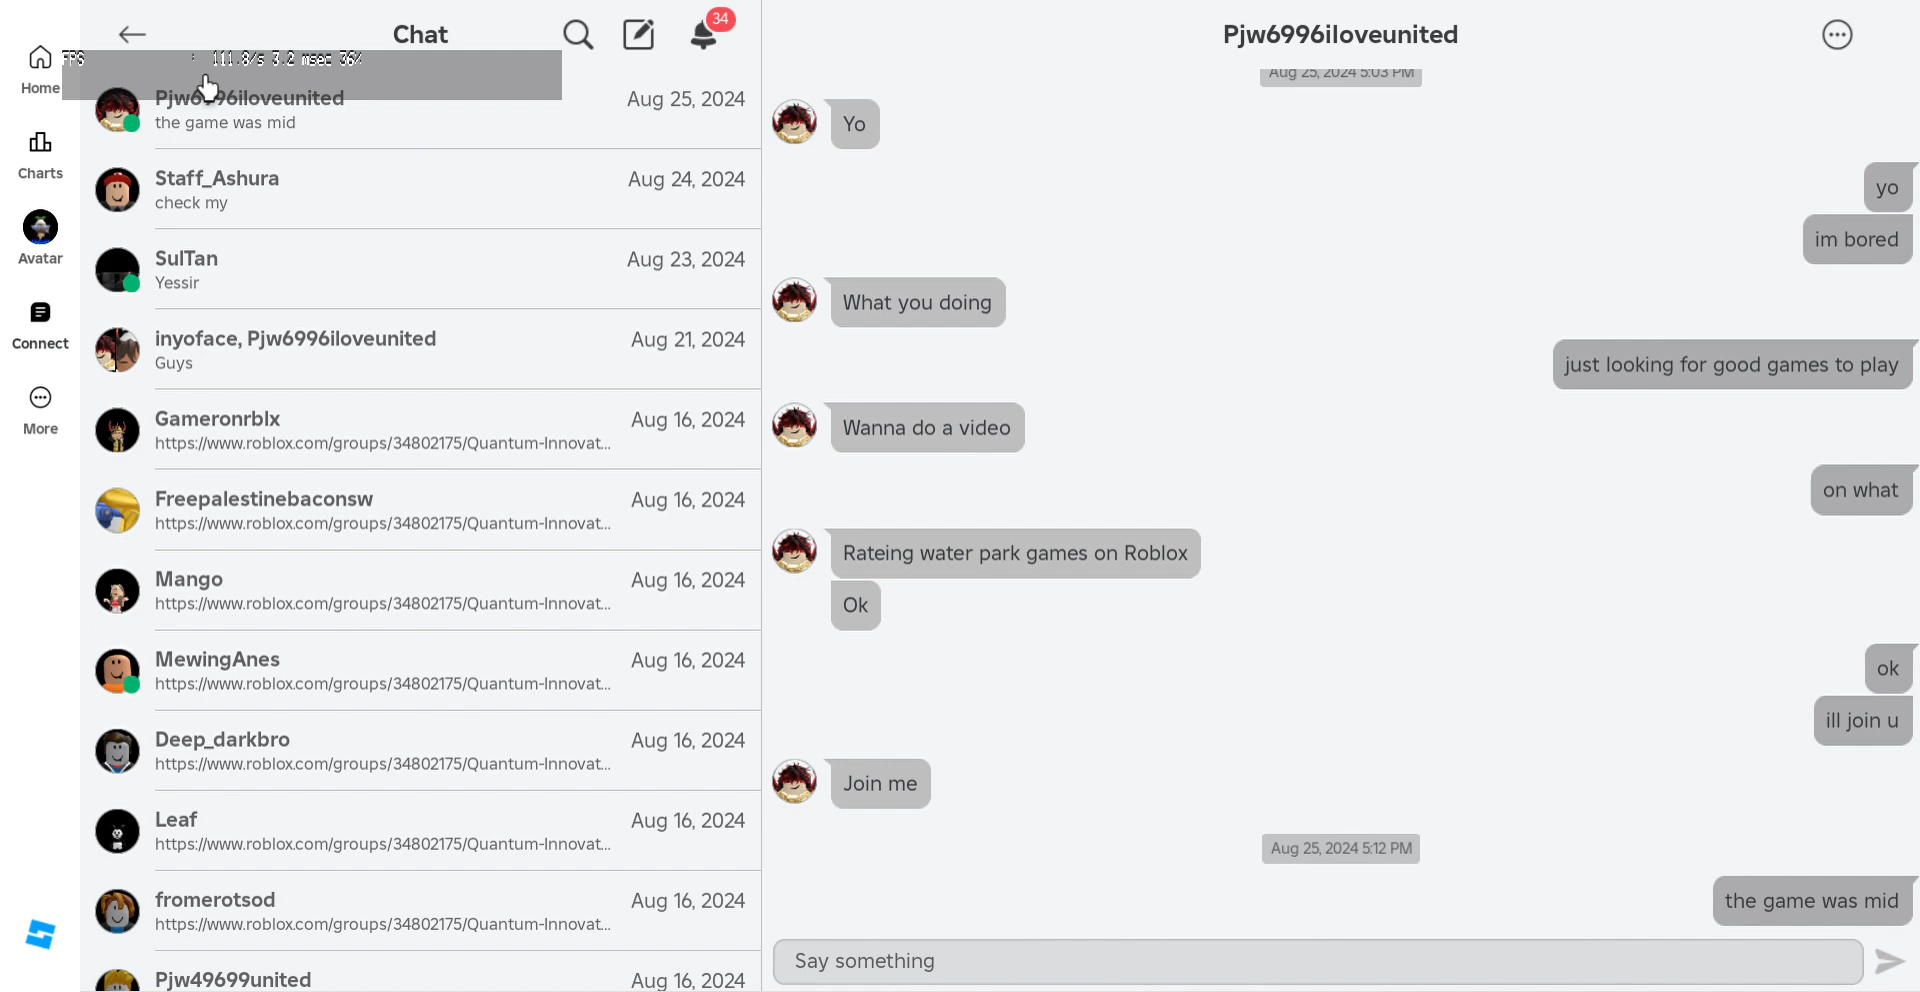 Home
Charts
Avatar
Connect
More
Chat
34
FPS : 111.8/s 3.2 msec 36%
Pjw6996iloveunited
Aug 25, 2024
the game was mid
Staff_Ashura
Aug 24, 2024
check my
SulTan
Aug 23, 2024
Yessir
inyoface, Pjw6996iloveunited
Aug 21, 2024
Guys
Gameronrblx
Aug 16, 2024
https://www.roblox.com/groups/34802175/Quantum-Innovat...
Freepalestinebaconsw
Aug 16, 2024
https://www.roblox.com/groups/34802175/Quantum-Innovat...
Mango
Aug 16, 2024
https://www.roblox.com/groups/34802175/Quantum-Innovat...
MewingAnes
Aug 16, 2024
https://www.roblox.com/groups/34802175/Quantum-Innovat...
Deep_darkbro
Aug 16, 2024
https://www.roblox.com/groups/34802175/Quantum-Innovat...
Leaf
Aug 16, 2024
https://www.roblox.com/groups/34802175/Quantum-Innovat...
fromerotsod
Aug 16, 2024
https://www.roblox.com/groups/34802175/Quantum-Innovat...
Pjw49699united
Aug 16, 2024
Pjw6996iloveunited
Aug 25, 2024 5:03 PM
Yo
yo
im bored
What you doing
just looking for good games to play
Wanna do a video
on what
Rateing water park games on Roblox
Ok
ok
ill join u
Join me
Aug 25, 2024 5:12 PM
the game was mid
Say something